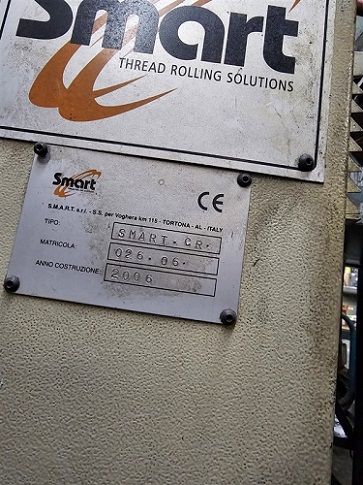 Smart
THREAD ROLLING SOLUTIONS
Smart
CE
S.M.A.R.T. s.r.l. - S.S. per Voghera km 115 - TORTONA - AL - ITALY
TIPO: SMART.CR.
MATRICOLA: 026.06.
ANNO COSTRUZIONE: 2006